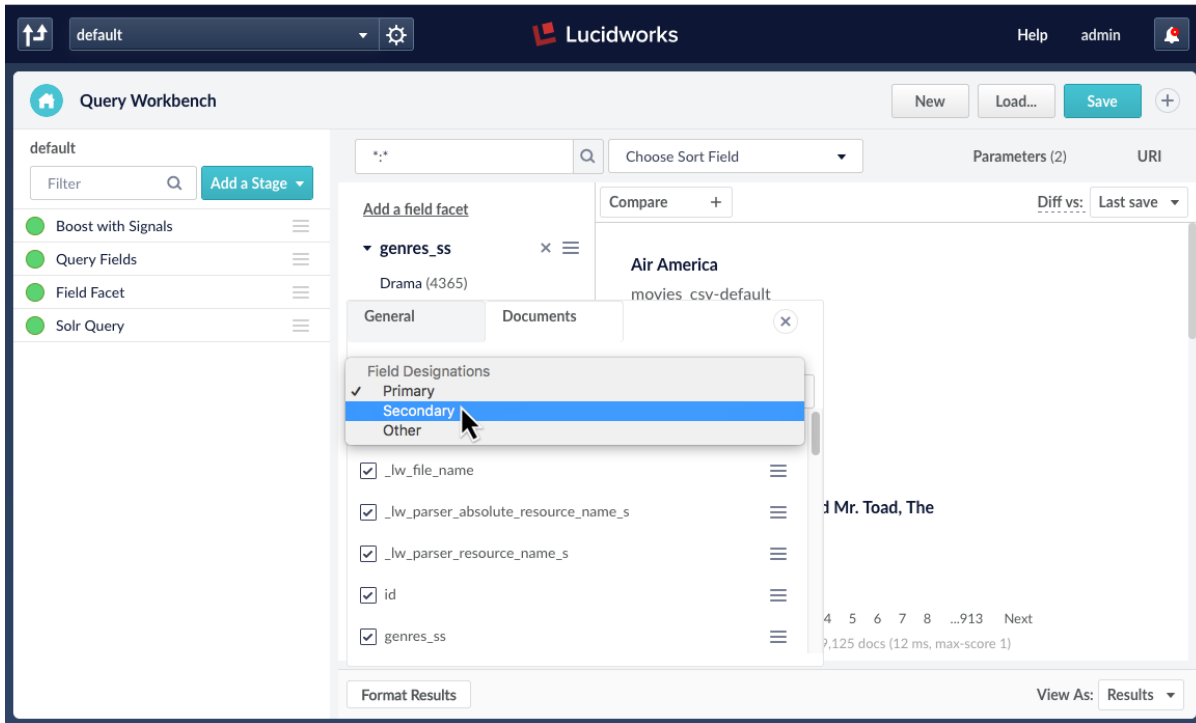 default
Lucidworks
Help
admin
Query Workbench
New
Load...
Save
default
Filter
Add a Stage
Boost with Signals
Query Fields
Field Facet
Solr Query
*:*
Choose Sort Field
Parameters (2)
URI
Add a field facet
genres_ss
Drama (4365)
Compare
Diff vs:
Last save
Air America
movies_csv-default
General
Documents
Field Designations
Primary
Secondary
Other
_lw_file_name
_lw_parser_absolute_resource_name_s
_lw_parser_resource_name_s
id
genres_ss
Mr. Toad, The
4 5 6 7 8 ...913 Next
,125 docs (12 ms, max-score 1)
Format Results
View As:
Results